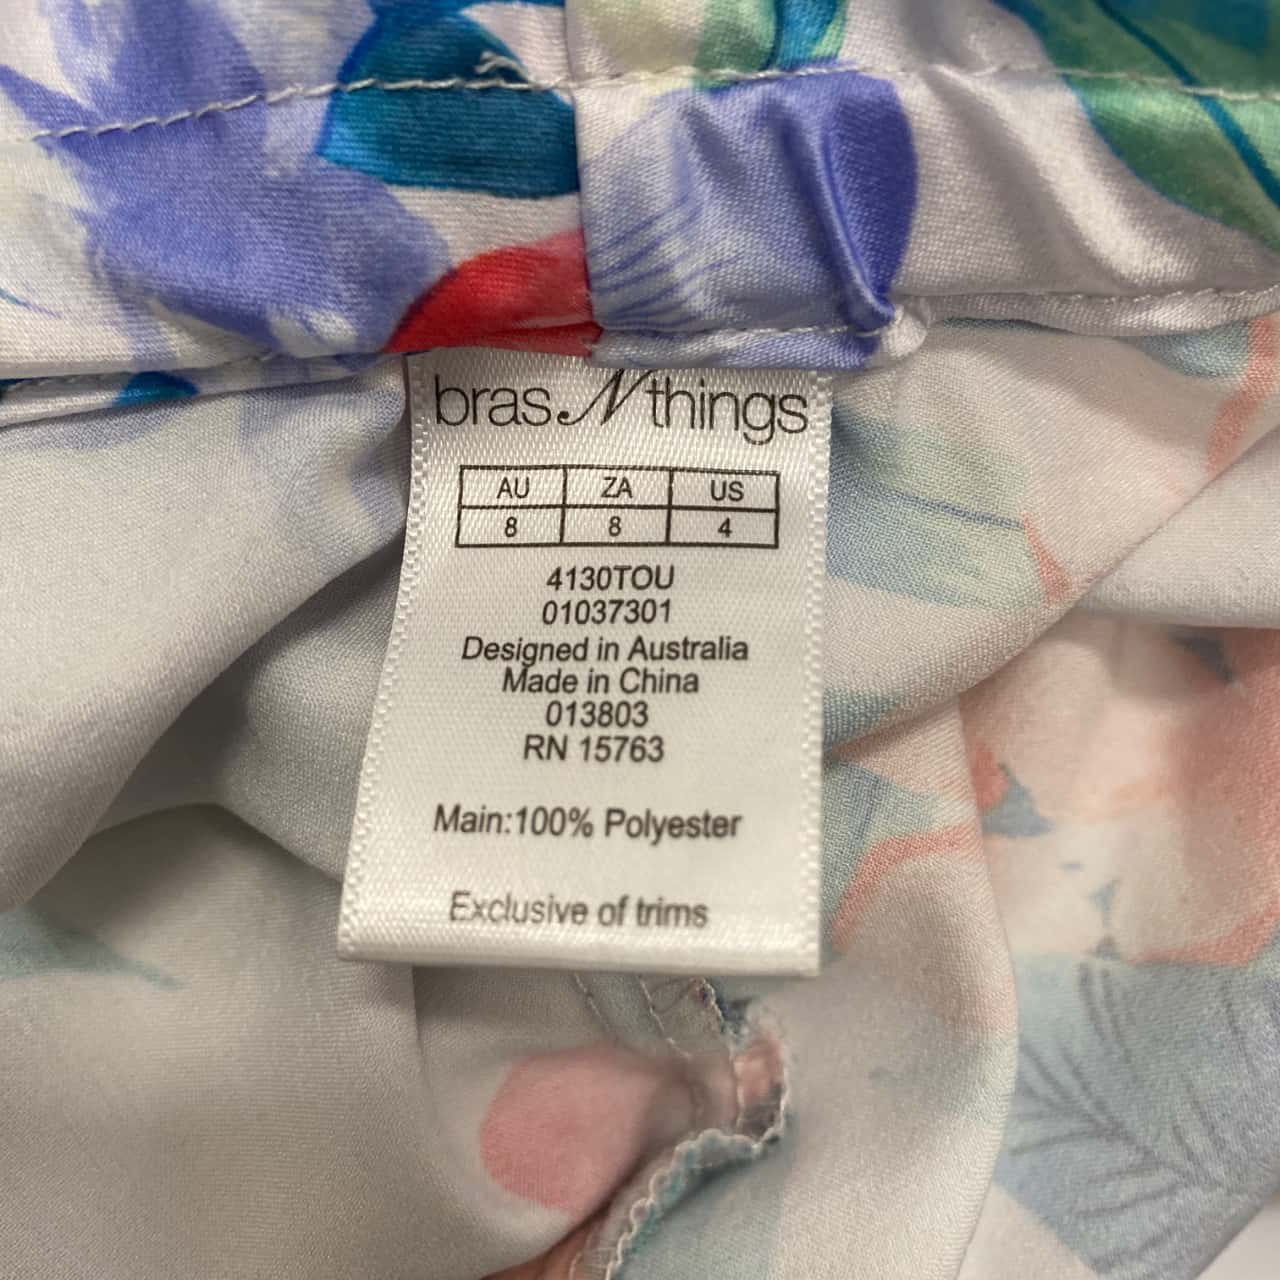 bras N things
AU ZA US
8 8 4
4130TOU
01037301
Designed in Australia
Made in China
013803
RN 15763
Main:100% Polyester
Exclusive of trims